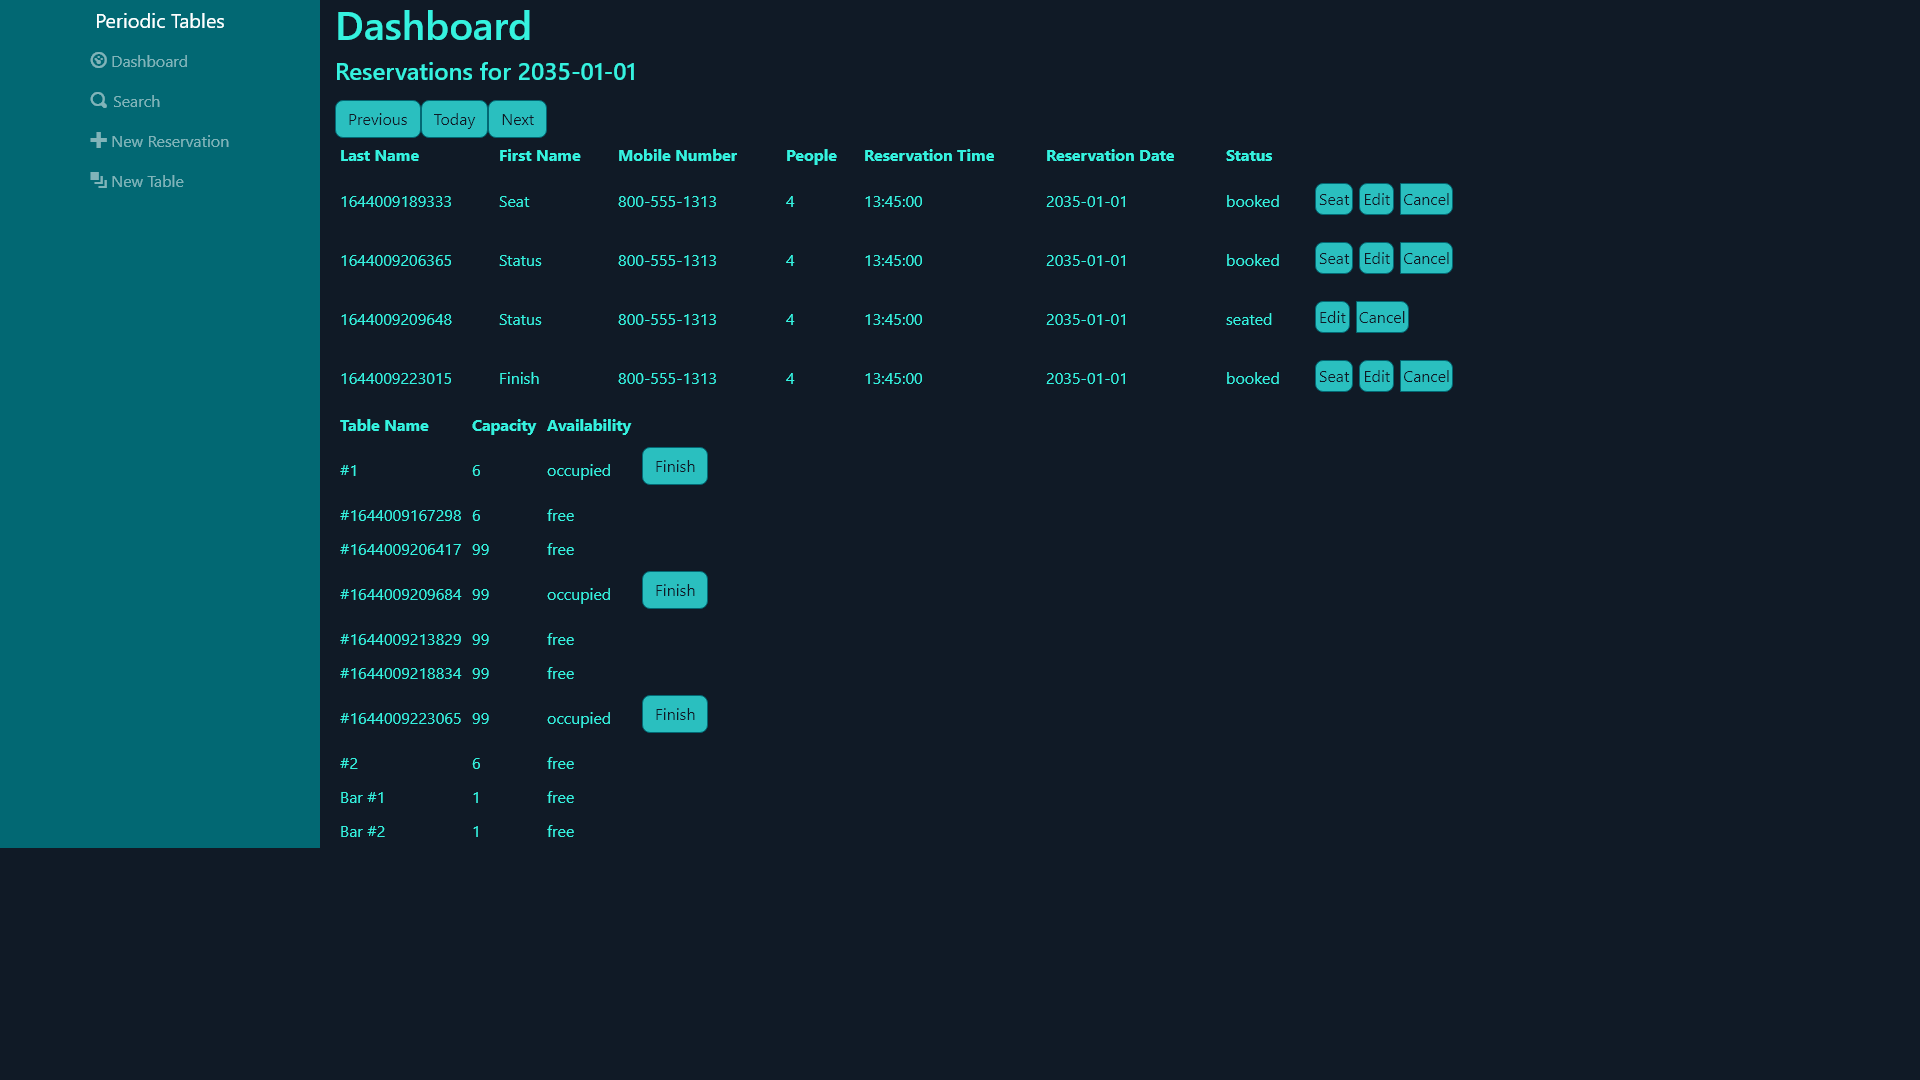 Periodic Tables
Dashboard
Search
New Reservation
New Table
Dashboard
Reservations for 2035-01-01
Previous Today Next
Last Name First Name Mobile Number People Reservation Time Reservation Date Status
1644009189333 Seat 800-555-1313 4 13:45:00 2035-01-01 booked Seat Edit Cancel
1644009206365 Status 800-555-1313 4 13:45:00 2035-01-01 booked Seat Edit Cancel
1644009209648 Status 800-555-1313 4 13:45:00 2035-01-01 seated Edit Cancel
1644009223015 Finish 800-555-1313 4 13:45:00 2035-01-01 booked Seat Edit Cancel
Table Name Capacity Availability
#1 6 occupied Finish
#1644009167298 6 free
#1644009206417 99 free
#1644009209684 99 occupied Finish
#1644009213829 99 free
#1644009218834 99 free
#1644009223065 99 occupied Finish
#2 6 free
Bar #1 1 free
Bar #2 1 free